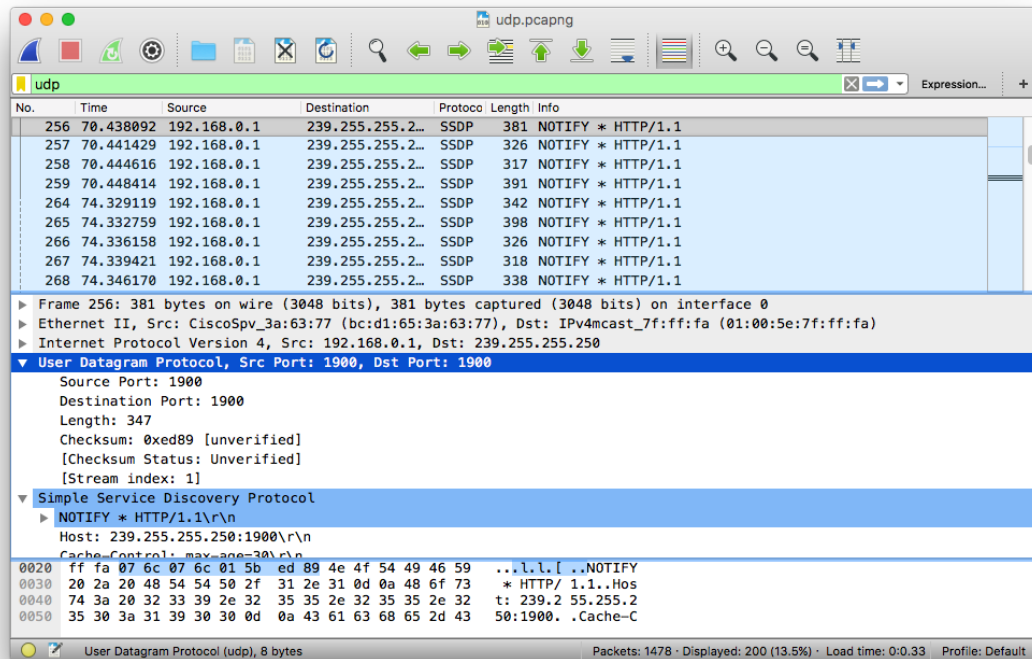 udp.pcapng
udp Expression... +
No. Time Source Destination Protoco Length Info
256 70.438092 192.168.0.1 239.255.255.2… SSDP 381 NOTIFY * HTTP/1.1
257 70.441429 192.168.0.1 239.255.255.2… SSDP 326 NOTIFY * HTTP/1.1
258 70.444616 192.168.0.1 239.255.255.2… SSDP 317 NOTIFY * HTTP/1.1
259 70.448414 192.168.0.1 239.255.255.2… SSDP 391 NOTIFY * HTTP/1.1
264 74.329119 192.168.0.1 239.255.255.2… SSDP 342 NOTIFY * HTTP/1.1
265 74.332759 192.168.0.1 239.255.255.2… SSDP 398 NOTIFY * HTTP/1.1
266 74.336158 192.168.0.1 239.255.255.2… SSDP 326 NOTIFY * HTTP/1.1
267 74.339421 192.168.0.1 239.255.255.2… SSDP 318 NOTIFY * HTTP/1.1
268 74.346170 192.168.0.1 239.255.255.2… SSDP 338 NOTIFY * HTTP/1.1
Frame 256: 381 bytes on wire (3048 bits), 381 bytes captured (3048 bits) on interface 0
Ethernet II, Src: CiscoSpv_3a:63:77 (bc:d1:65:3a:63:77), Dst: IPv4mcast_7f:ff:fa (01:00:5e:7f:ff:fa)
Internet Protocol Version 4, Src: 192.168.0.1, Dst: 239.255.255.250
User Datagram Protocol, Src Port: 1900, Dst Port: 1900
Source Port: 1900
Destination Port: 1900
Length: 347
Checksum: 0xed89 [unverified]
[Checksum Status: Unverified]
[Stream index: 1]
Simple Service Discovery Protocol
NOTIFY * HTTP/1.1\r\n
Host: 239.255.255.250:1900\r\n
Cache-Control: max-age=30\r\n
0020 ff fa 07 6c 07 6c 01 5b ed 89 4e 4f 54 49 46 59 ...l.l.[ ..NOTIFY
0030 20 2a 20 48 54 54 50 2f 31 2e 31 0d 0a 48 6f 73 * HTTP/ 1.1..Hos
0040 74 3a 20 32 33 39 2e 32 35 35 2e 32 35 35 2e 32 t: 239.2 55.255.2
0050 35 30 3a 31 39 30 30 0d 0a 43 61 63 68 65 2d 43 50:1900. .Cache-C
User Datagram Protocol (udp), 8 bytes Packets: 1478 · Displayed: 200 (13.5%) · Load time: 0:0.33 Profile: Default